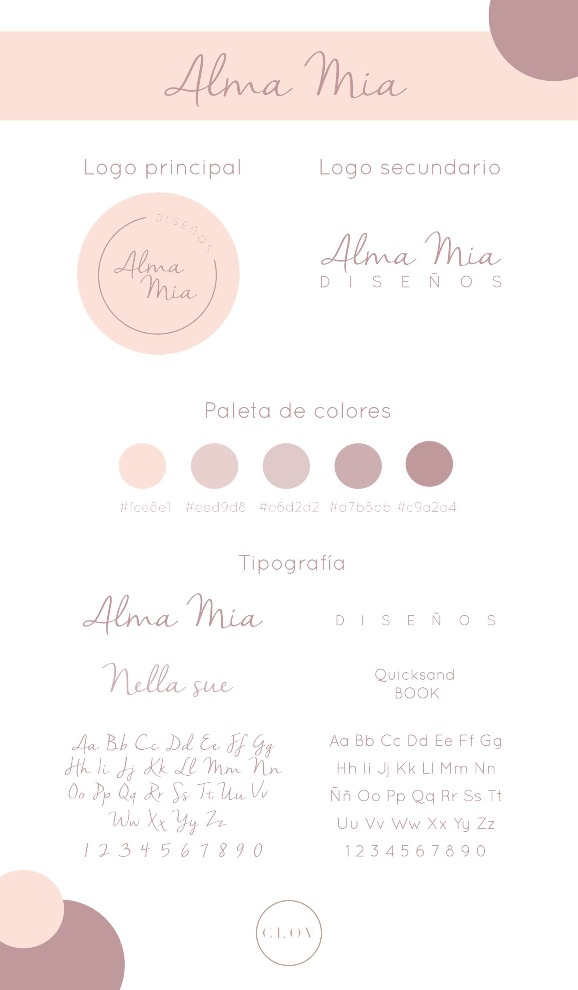 Alma Mia
Logo principal
Logo secundario
DISEÑOS
Alma
Mia
Alma Mia
DISEÑOS
Paleta de colores
#fce8e1 #eed9d8 #e6d2d2 #d7b8bb #c9a2a4
Tipografía
Alma Mia
DISEÑOS
Nella sue
Quicksand
BOOK
Aa Bb Cc Dd Ee Ff Gg
Hh Ii Jj Kk Ll Mm Nn
Oo Pp Qq Rr Ss Tt Uu Vv
Ww Xx Yy Zz
1 2 3 4 5 6 7 8 9 0
Aa Bb Cc Dd Ee Ff Gg
Hh Ii Jj Kk Ll Mm Nn
Ññ Oo Pp Qq Rr Ss Tt
Uu Vv Ww Xx Yy Zz
1 2 3 4 5 6 7 8 9 0